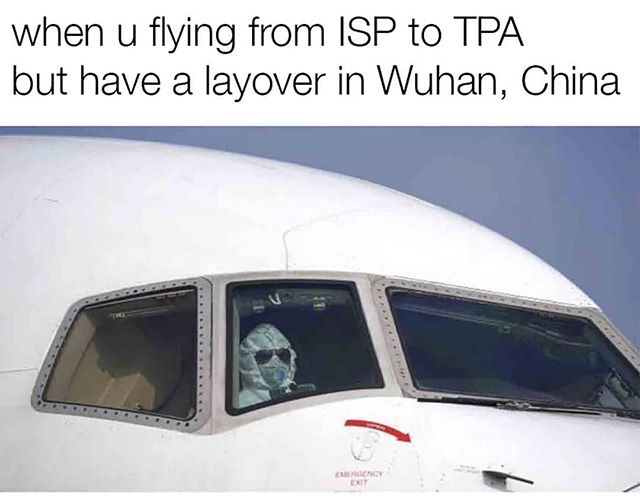 when u flying from ISP to TPA
but have a layover in Wuhan, China
EMERGENCY
EXIT